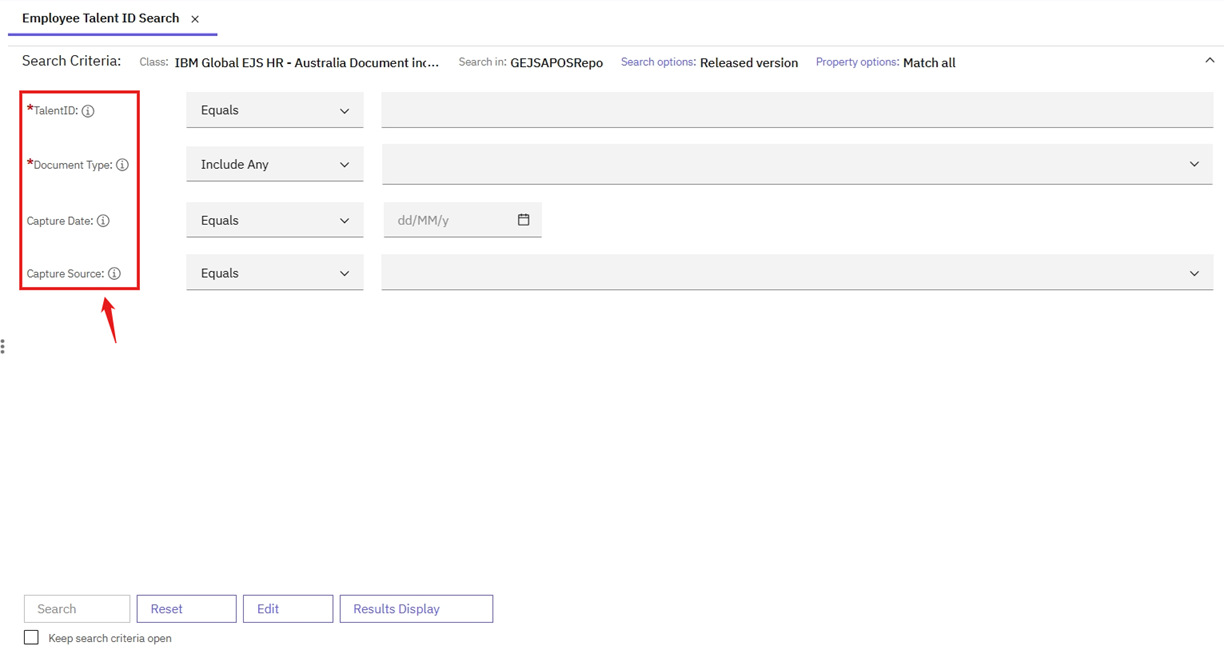 Employee Talent ID Search
Search Criteria: Class: IBM Global EJS HR - Australia Document inc... Search in: GEJSAPOSRepo Search options: Released version Property options: Match all
*TalentID: Equals
*Document Type: Include Any
Capture Date: Equals dd/MM/y
Capture Source: Equals
Search Reset Edit Results Display
Keep search criteria open